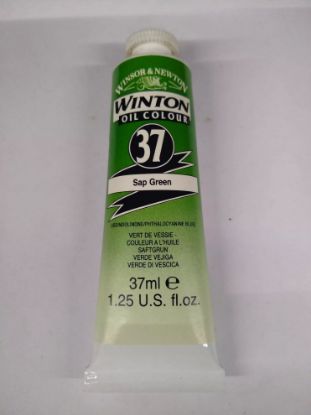 WINSOR & NEWTON
WINTON
OIL COLOUR
37
Sap Green
VERT DE VESSIE -
COULEUR A L'HUILE
SAFTGRUN
VERDE VEJIGA
VERDE DI VESCICA
37ml e
1.25 U.S. fl.oz.